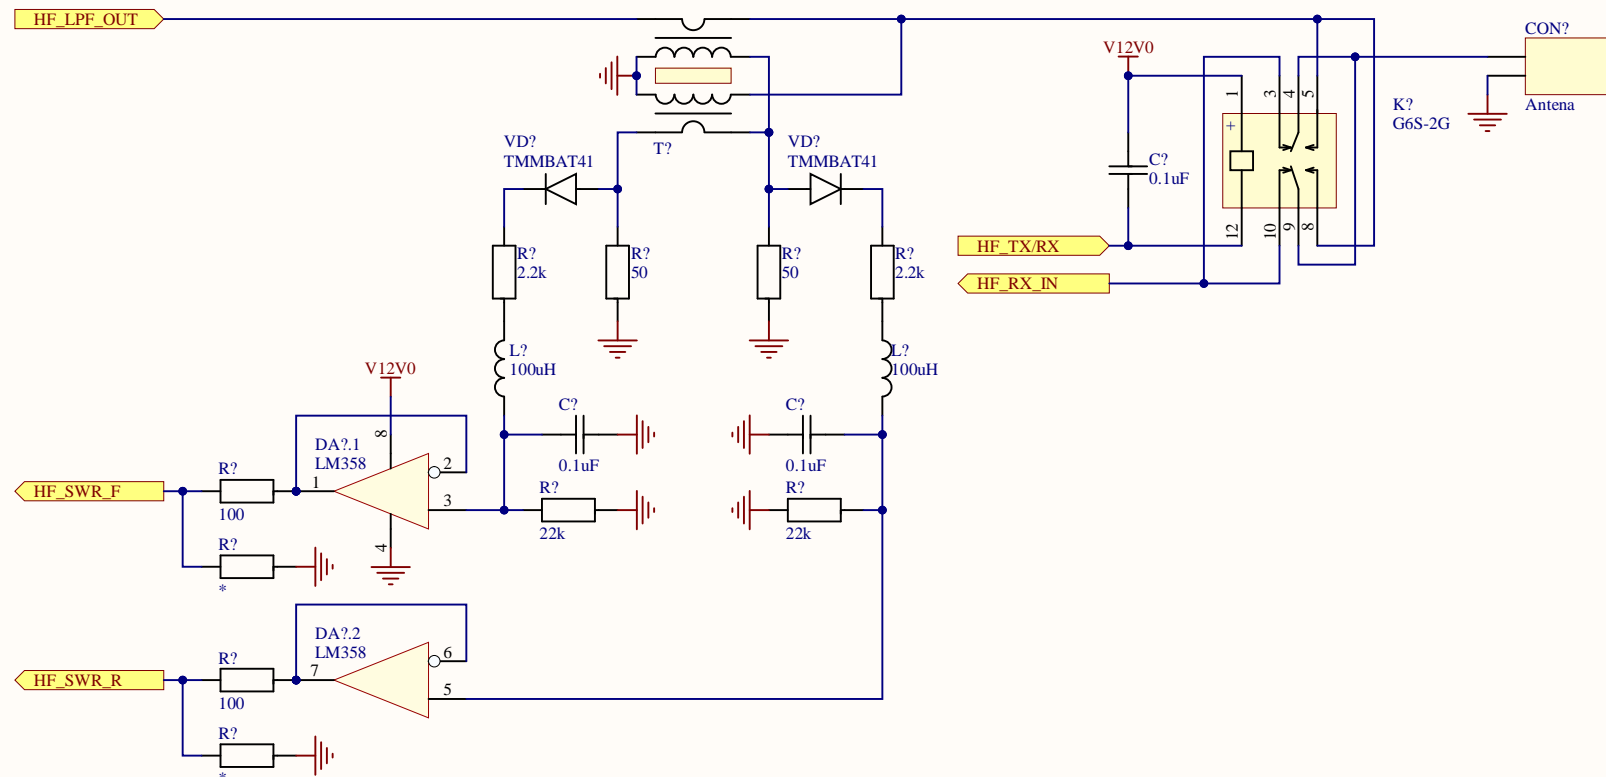 HF_LPF_OUT
CON?
V12V0
1
3
4
5
K?
G6S-2G
Antena
+
VD?
TMMBAT41
T?
VD?
TMMBAT41
C?
0.1uF
12
10
9
8
HF_TX/RX
HF_RX_IN
R?
2.2k
R?
50
R?
50
R?
2.2k
L?
100uH
L?
100uH
V12V0
C?
0.1uF
C?
0.1uF
8
DA?.1
LM358
2
1
3
4
R?
100
HF_SWR_F
R?
22k
R?
22k
R?
*
DA?.2
LM358
6
7
5
R?
100
HF_SWR_R
R?
*